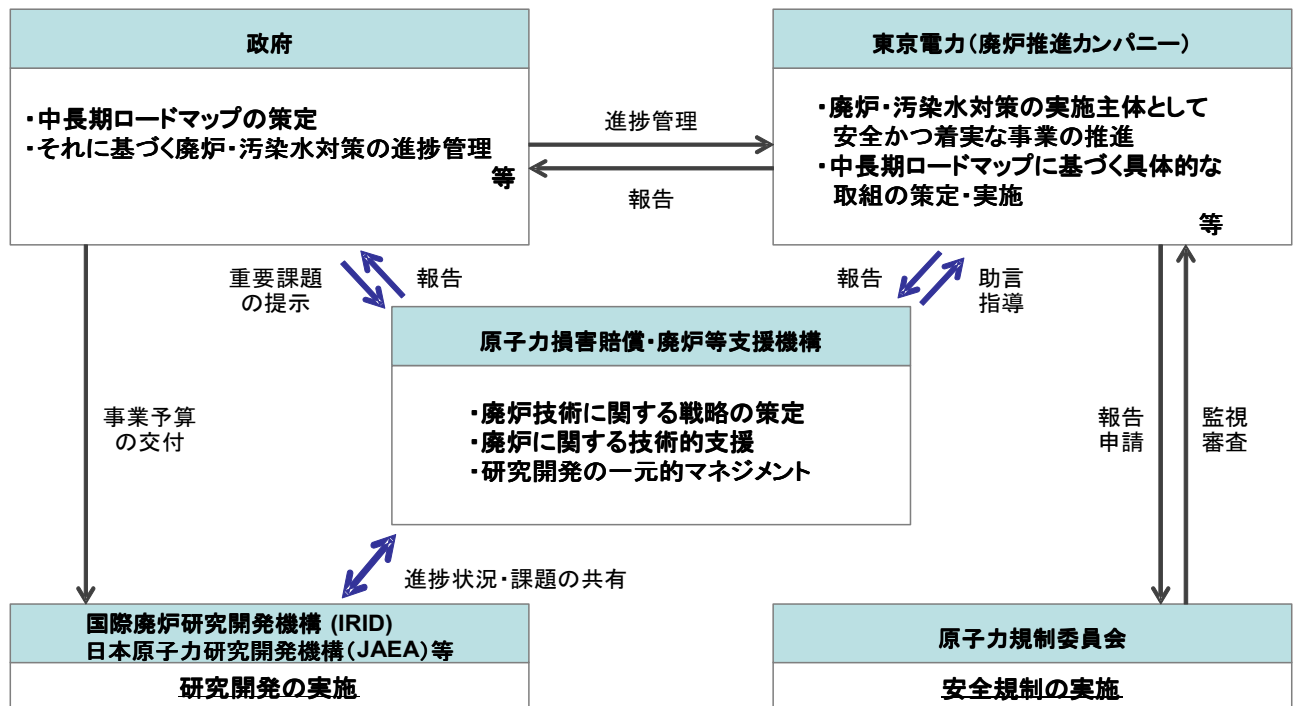 政府
・中長期ロードマップの策定
・それに基づく廃炉・汚染水対策の進捗管理
等
進捗管理
報告
東京電力（廃炉推進カンパニー）
・廃炉・汚染水対策の実施主体として
安全かつ着実な事業の推進
・中長期ロードマップに基づく具体的な
取組の策定・実施
等
重要課題
の提示
報告
報告
助言
指導
原子力損害賠償・廃炉等支援機構
・廃炉技術に関する戦略の策定
・廃炉に関する技術的支援
・研究開発の一元的マネジメント
事業予算
の交付
報告
申請
監視
審査
進捗状況・課題の共有
国際廃炉研究開発機構 (IRID)
日本原子力研究開発機構（JAEA）等
研究開発の実施
原子力規制委員会
安全規制の実施